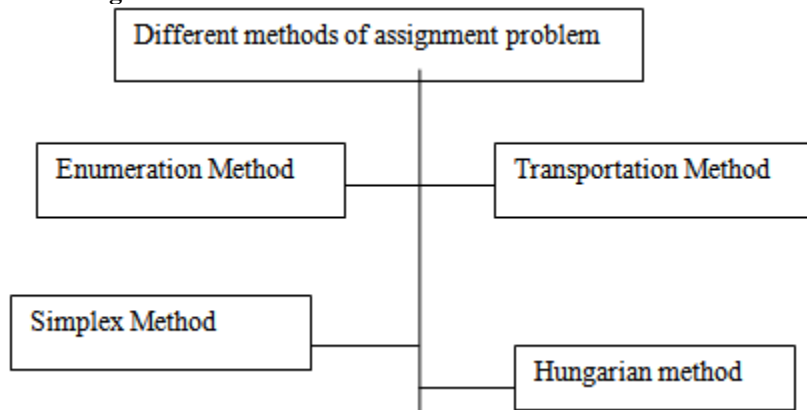 Different methods of assignment problem
Enumeration Method
Transportation Method
Simplex Method
Hungarian method